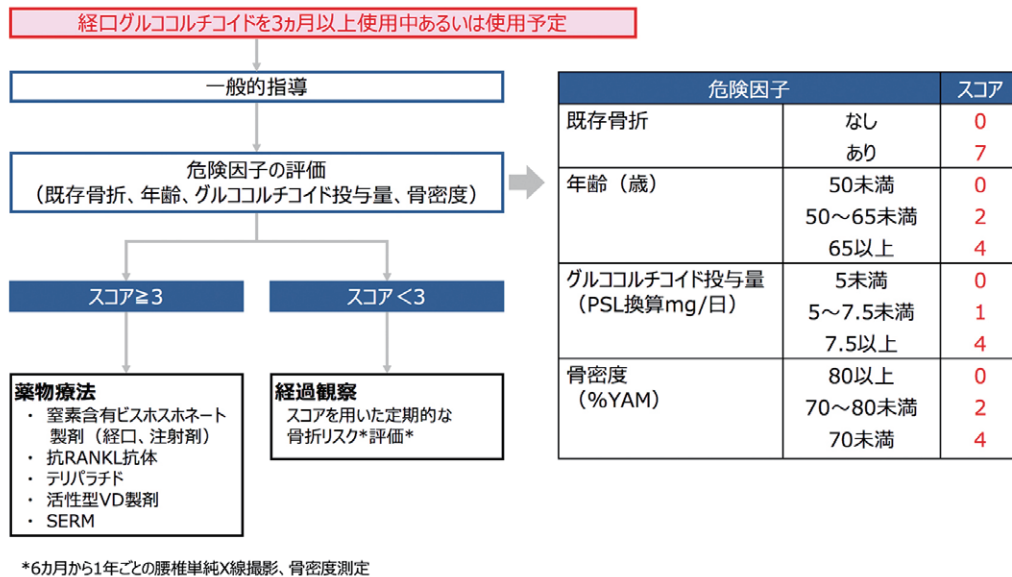 経口グルココルチコイドを3ヵ月以上使用中あるいは使用予定
一般的指導
危険因子の評価
（既存骨折、年齢、グルココルチコイド投与量、骨密度）
スコア≧3
スコア＜3
薬物療法
・ 窒素含有ビスホスホネート
製剤（経口、注射剤）
・ 抗RANKL抗体
・ テリパラチド
・ 活性型VD製剤
・ SERM
経過観察
スコアを用いた定期的な
骨折リスク*評価*
*6カ月から1年ごとの腰椎単純X線撮影、骨密度測定
危険因子 スコア
既存骨折 なし 0
あり 7
年齢（歳） 50未満 0
50～65未満 2
65以上 4
グルココルチコイド投与量 5未満 0
（PSL換算mg/日） 5～7.5未満 1
7.5以上 4
骨密度 80以上 0
（%YAM） 70～80未満 2
70未満 4